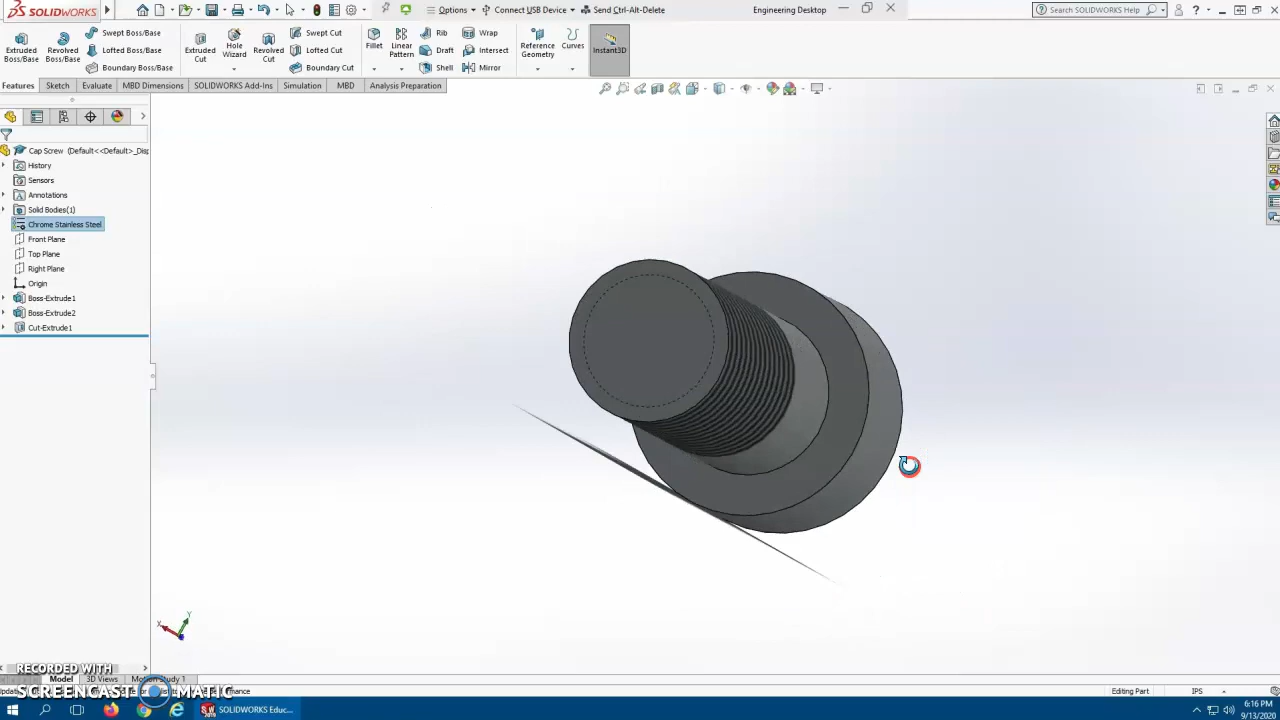 SOLIDWORKS
Options
Connect USB Device
Send Ctrl-Alt-Delete
Engineering Desktop
Search SOLIDWORKS Help
Extruded Boss/Base
Revolved Boss/Base
Swept Boss/Base
Lofted Boss/Base
Boundary Boss/Base
Extruded Cut
Hole Wizard
Revolved Cut
Swept Cut
Lofted Cut
Boundary Cut
Fillet
Linear Pattern
Rib
Draft
Shell
Wrap
Intersect
Mirror
Reference Geometry
Curves
Instant3D
Features
Sketch
Evaluate
MBD Dimensions
SOLIDWORKS Add-Ins
Simulation
MBD
Analysis Preparation
Cap Screw (Default<<Default>_Disp
History
Sensors
Annotations
Solid Bodies(1)
Chrome Stainless Steel
Front Plane
Top Plane
Right Plane
Origin
Boss-Extrude1
Boss-Extrude2
Cut-Extrude1
Y
X
RECORDED WITH
SCREENCAST MATIC
Model
3D Views
Motion Study 1
Editing Part
IPS
SOLIDWORKS Educ...
6:16 PM
9/13/2020